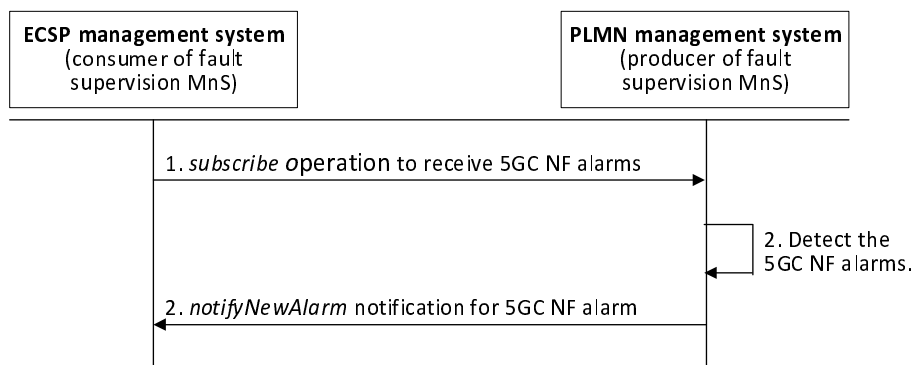 ECSP management system
(consumer of fault
supervision MnS)
PLMN management system
(producer of fault
supervision MnS)
1. subscribe operation to receive 5GC NF alarms
2. Detect the
5GC NF alarms.
2. notifyNewAlarm notification for 5GC NF alarm